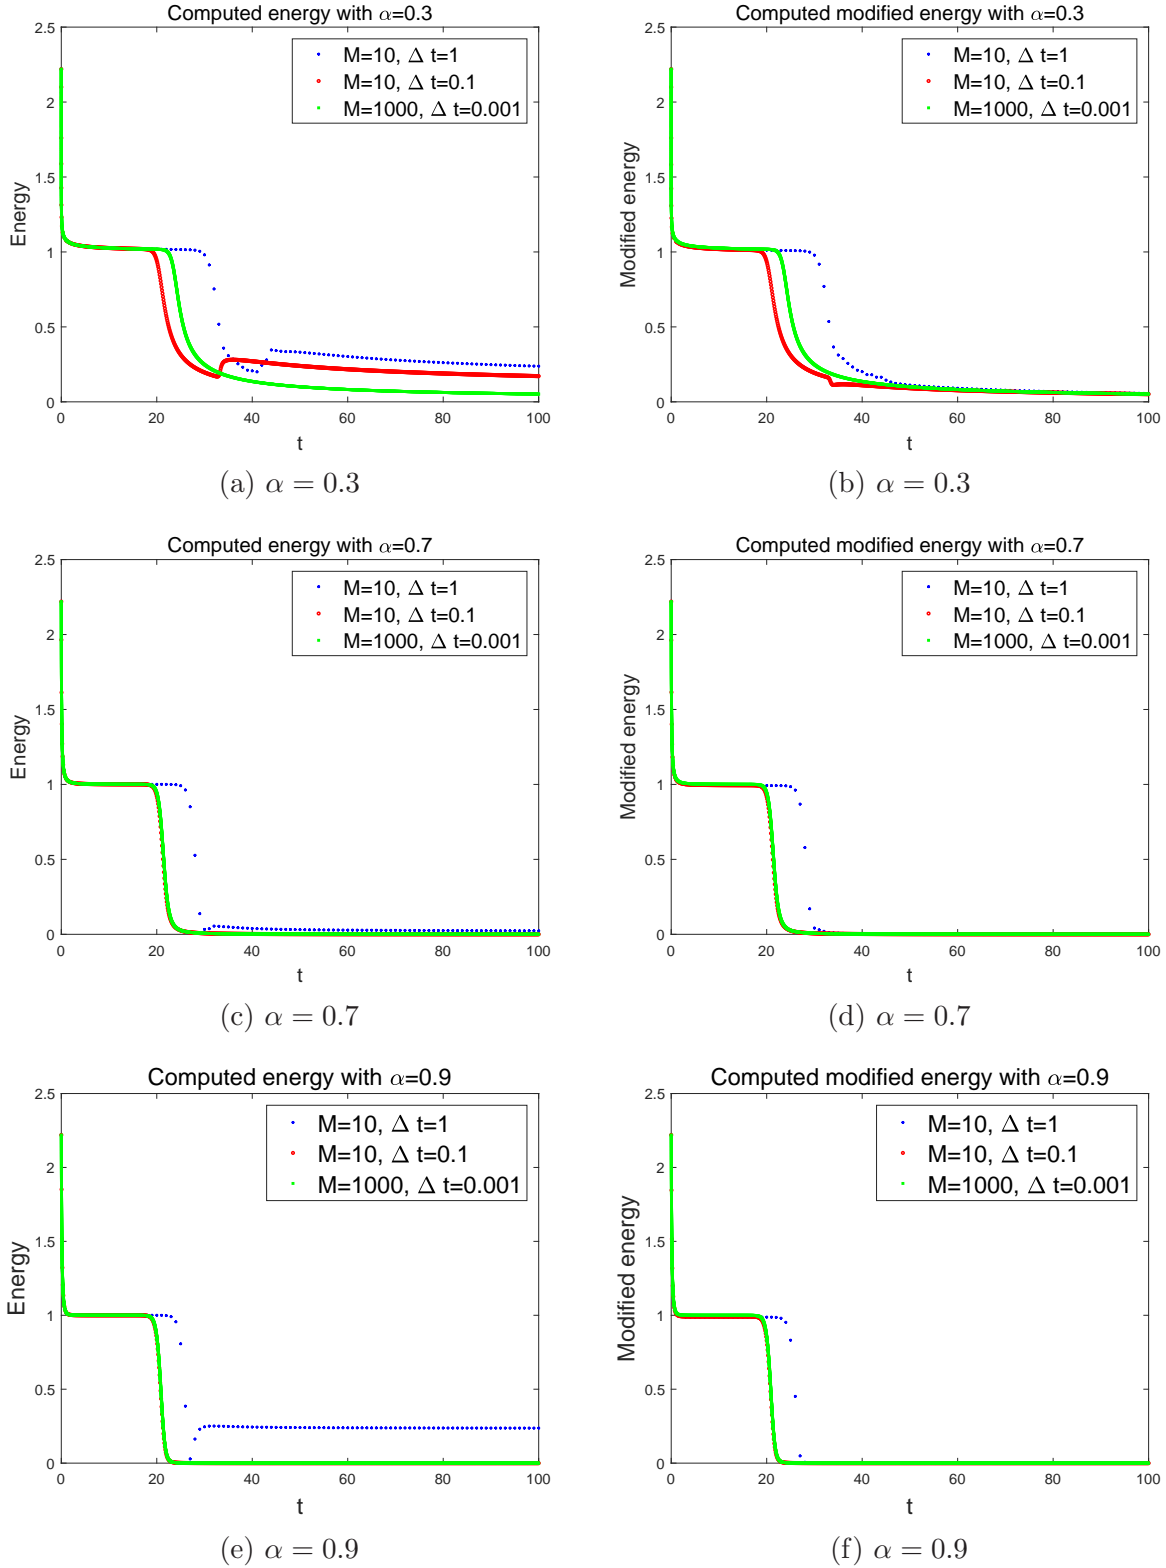 Computed energy with α=0.3
2.5
2
1.5
1
0.5
0
0 20 40 60 80 100
Energy
t
M=10, Δ t=1
M=10, Δ t=0.1
M=1000, Δ t=0.001
(a) α = 0.3
Computed modified energy with α=0.3
2.5
2
1.5
1
0.5
0
0 20 40 60 80 100
Modified energy
t
M=10, Δ t=1
M=10, Δ t=0.1
M=1000, Δ t=0.001
(b) α = 0.3
Computed energy with α=0.7
2.5
2
1.5
1
0.5
0
0 20 40 60 80 100
Energy
t
M=10, Δ t=1
M=10, Δ t=0.1
M=1000, Δ t=0.001
(c) α = 0.7
Computed modified energy with α=0.7
2.5
2
1.5
1
0.5
0
0 20 40 60 80 100
Modified energy
t
M=10, Δ t=1
M=10, Δ t=0.1
M=1000, Δ t=0.001
(d) α = 0.7
Computed energy with α=0.9
2.5
2
1.5
1
0.5
0
0 20 40 60 80 100
Energy
t
M=10, Δ t=1
M=10, Δ t=0.1
M=1000, Δ t=0.001
(e) α = 0.9
Computed modified energy with α=0.9
2.5
2
1.5
1
0.5
0
0 20 40 60 80 100
Modified energy
t
M=10, Δ t=1
M=10, Δ t=0.1
M=1000, Δ t=0.001
(f) α = 0.9